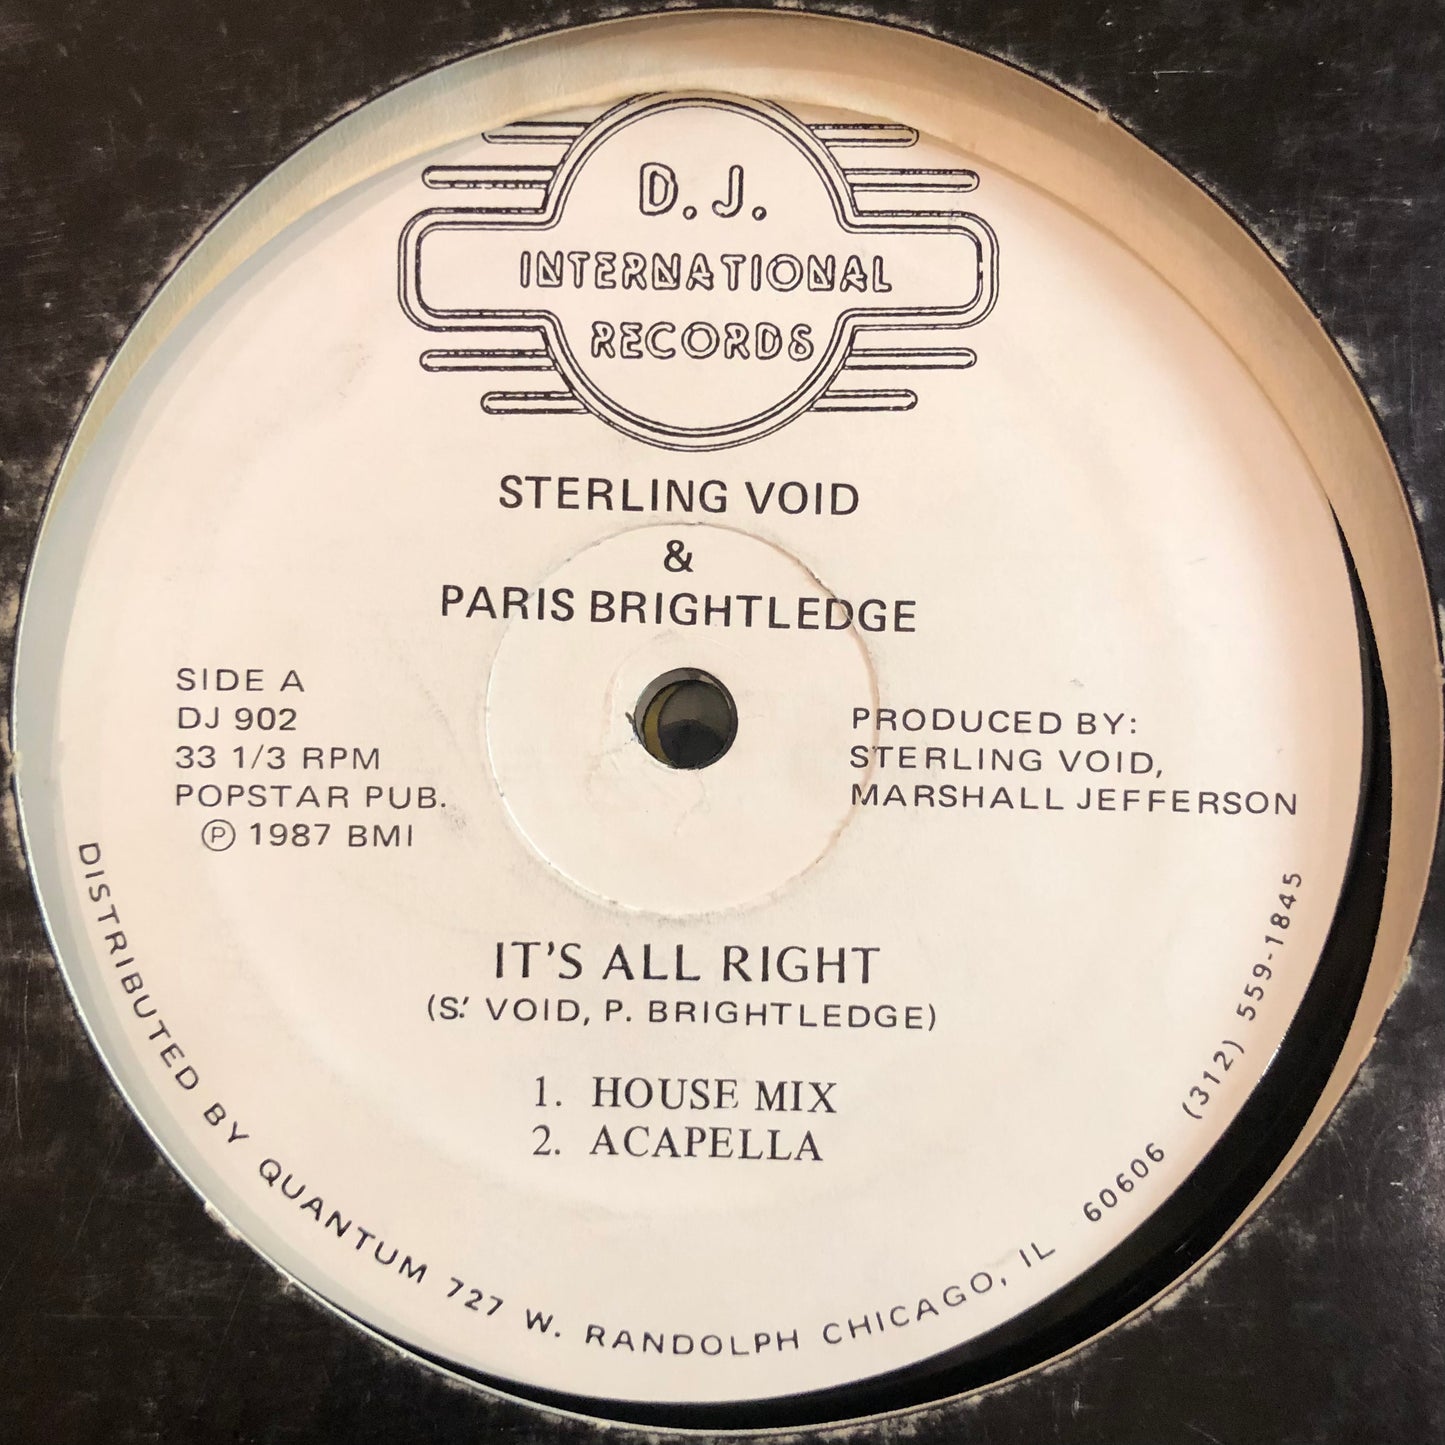 D.J.
INTERNATIONAL
RECORDS
STERLING VOID
&
PARIS BRIGHTLEDGE
SIDE A
DJ 902
33 1/3 RPM
POPSTAR PUB.
Ⓟ 1987 BMI
PRODUCED BY:
STERLING VOID,
MARSHALL JEFFERSON
IT'S ALL RIGHT
(S.' VOID, P. BRIGHTLEDGE)
1. HOUSE MIX
2. ACAPELLA
DISTRIBUTED BY QUANTUM 727 W. RANDOLPH CHICAGO, IL 60606 (312) 559-1845